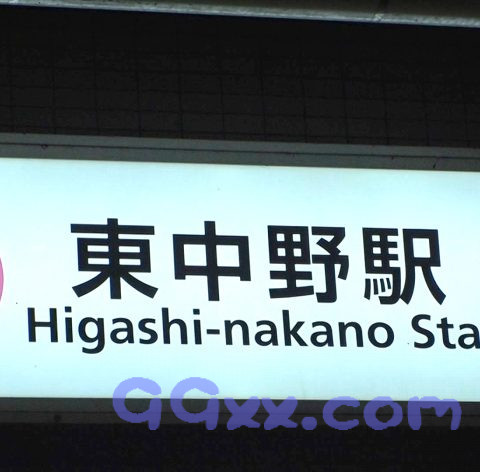 東中野駅
Higashi-nakano Sta
GGxx.com